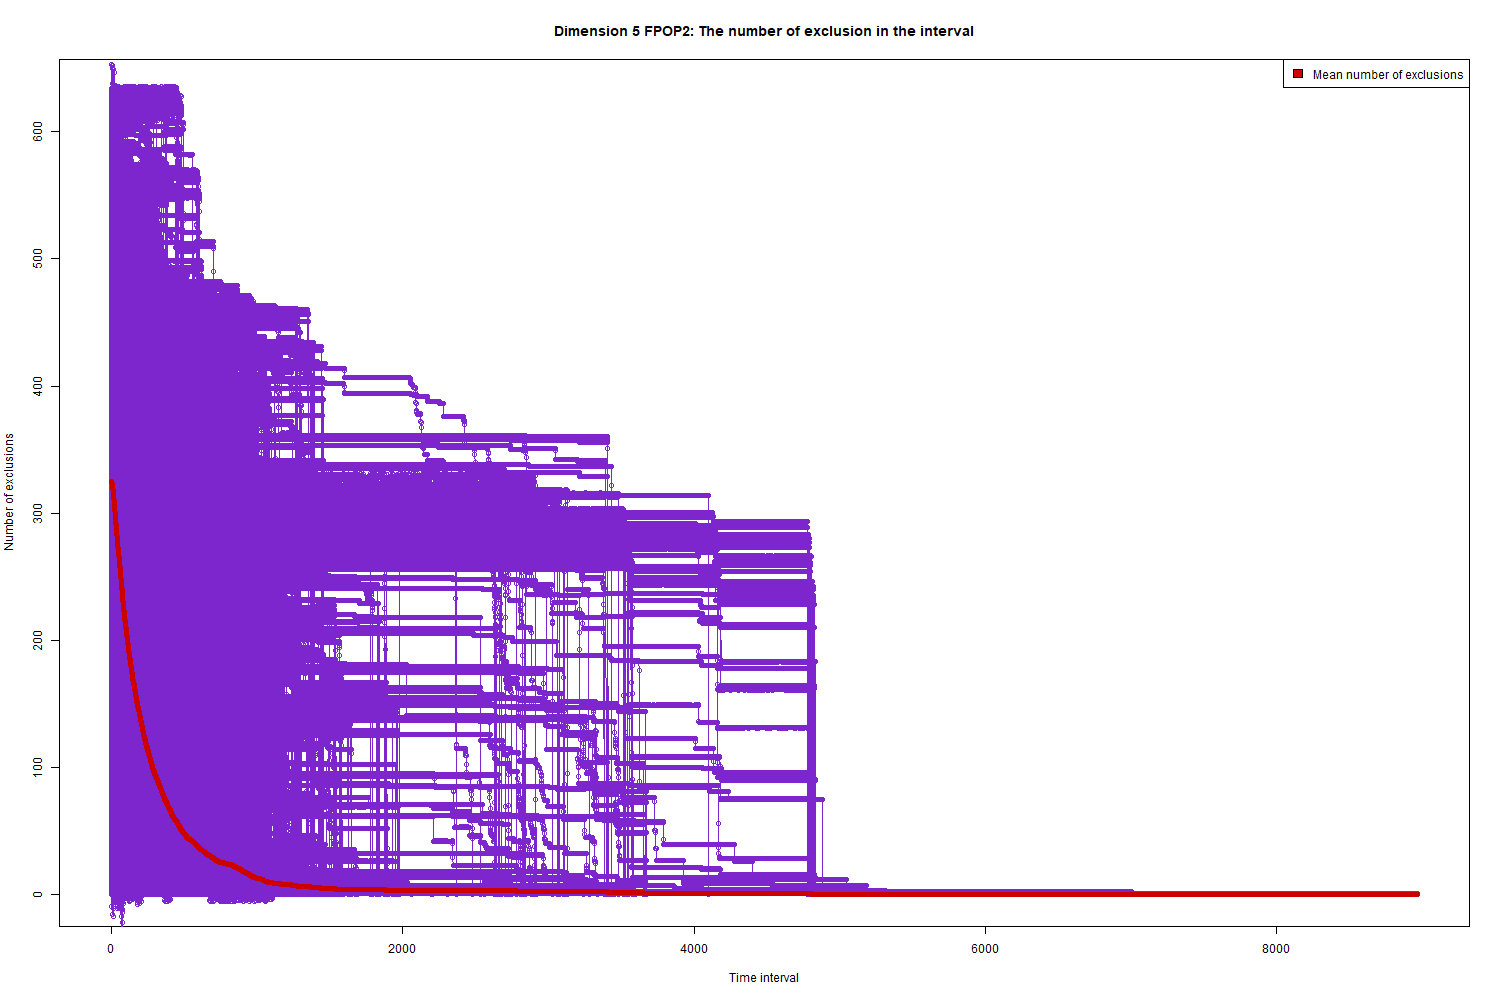 Dimension 5 FPOP2: The number of exclusion in the interval
Mean number of exclusions
Number of exclusions
600
500
400
300
200
100
0
0 2000 4000 6000 8000
Time interval